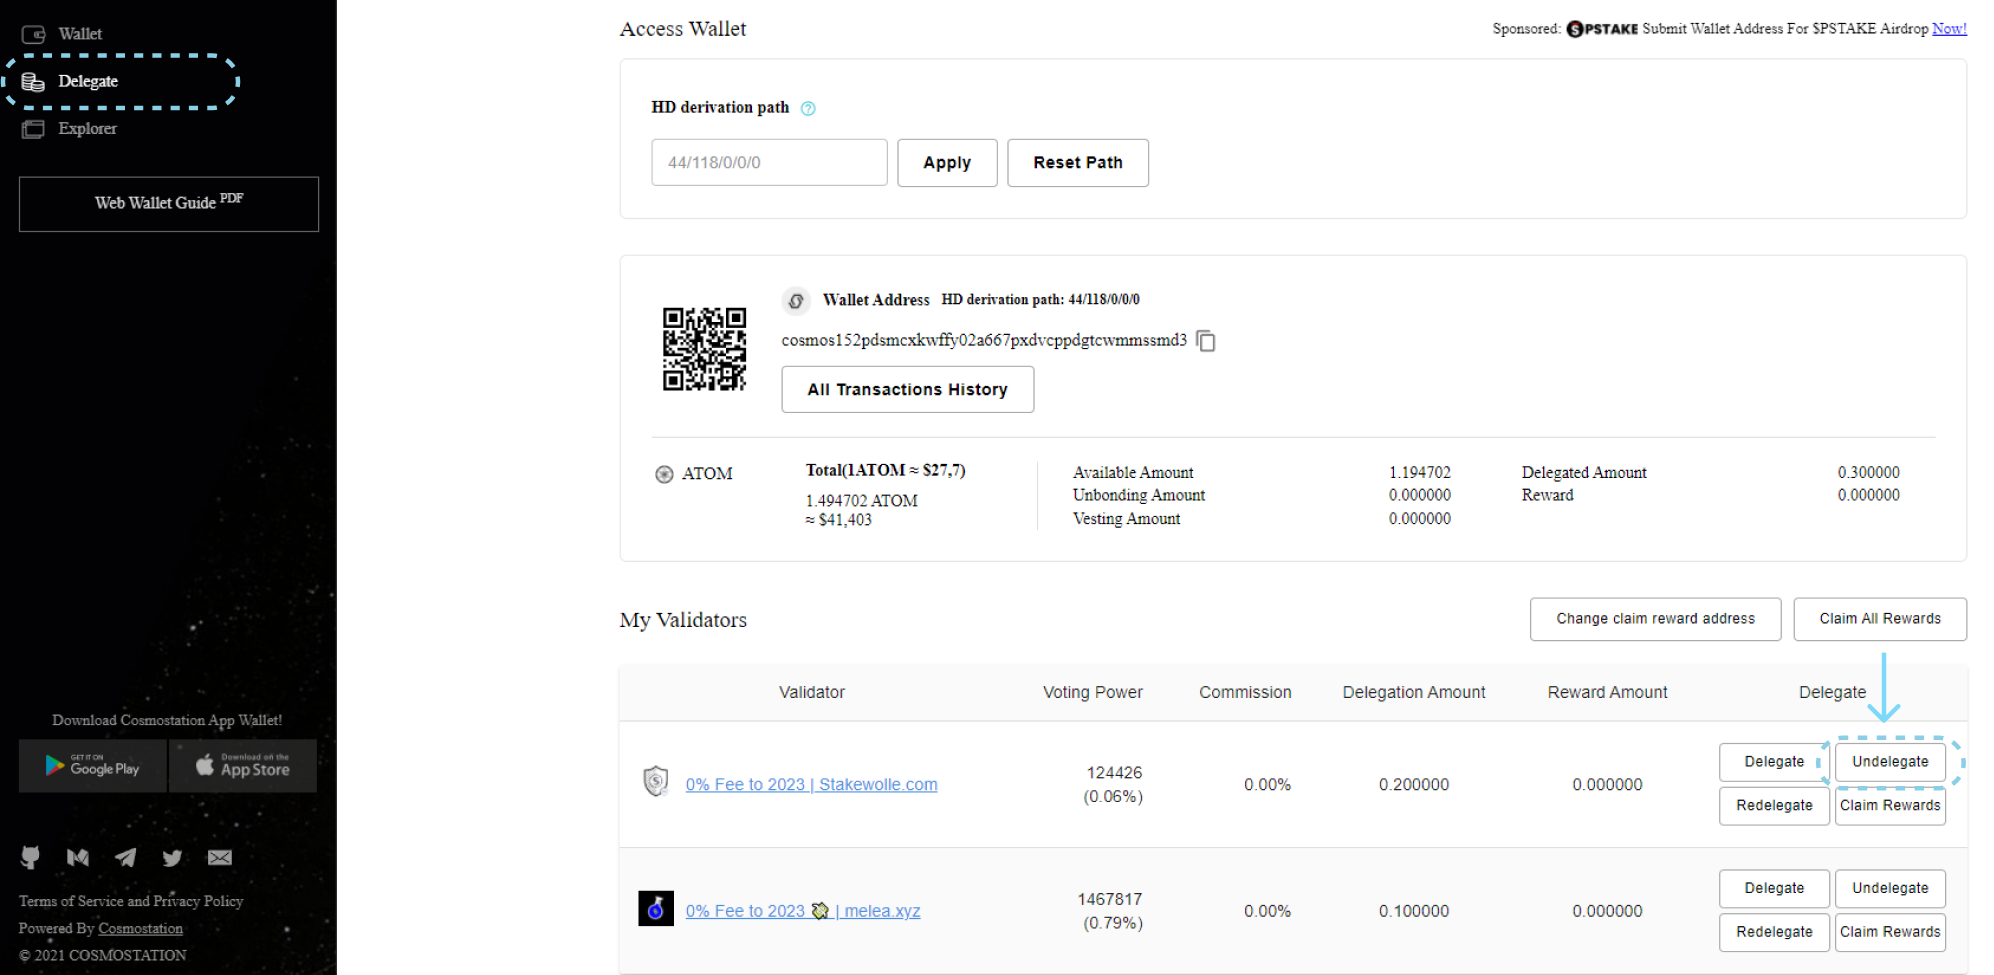 Wallet
Delegate
Explorer
Web Wallet Guide PDF
Download Cosmostation App Wallet!
GET IT ON
Google Play
Download on the
App Store
Terms of Service and Privacy Policy
Powered By Cosmostation
© 2021 COSMOSTATION
Access Wallet
Sponsored: PSTAKE Submit Wallet Address For $PSTAKE Airdrop Now!
HD derivation path ?
44/118/0/0/0
Apply
Reset Path
Wallet Address HD derivation path: 44/118/0/0/0
cosmos152pdsmcxkwffy02a667pxdvcppdgtcwmmssmd3
All Transactions History
ATOM
Total(1ATOM ≈ $27,7)
1.494702 ATOM
≈ $41,403
Available Amount 1.194702
Unbonding Amount 0.000000
Vesting Amount 0.000000
Delegated Amount 0.300000
Reward 0.000000
My Validators
Change claim reward address
Claim All Rewards
Validator Voting Power Commission Delegation Amount Reward Amount Delegate
0% Fee to 2023 | Stakewolle.com
124426
(0.06%)
0.00%
0.200000
0.000000
Delegate
Undelegate
Redelegate
Claim Rewards
0% Fee to 2023 | melea.xyz
1467817
(0.79%)
0.00%
0.100000
0.000000
Delegate
Undelegate
Redelegate
Claim Rewards